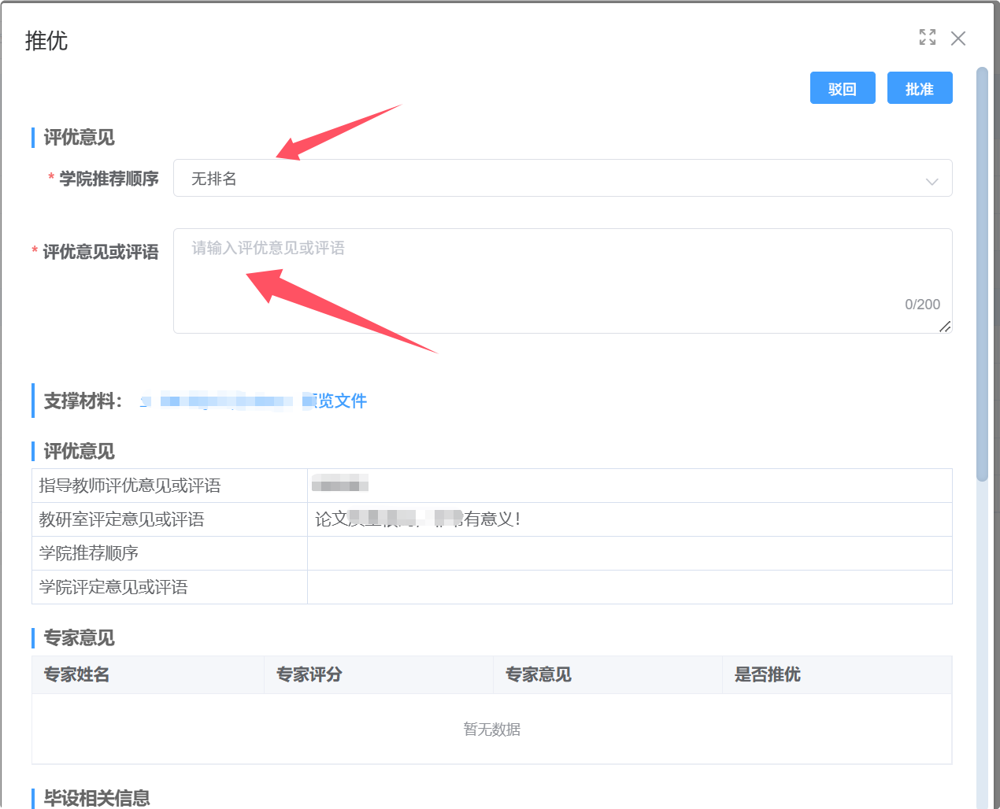 推优
驳回 批准
评优意见
* 学院推荐顺序 无排名
* 评优意见或评语 请输入评优意见或评语
0/200
支撑材料： 览文件
评优意见
指导教师评优意见或评语
教研室评定意见或评语 论文 有意义！
学院推荐顺序
学院评定意见或评语
专家意见
专家姓名 专家评分 专家意见 是否推优
暂无数据
毕设相关信息